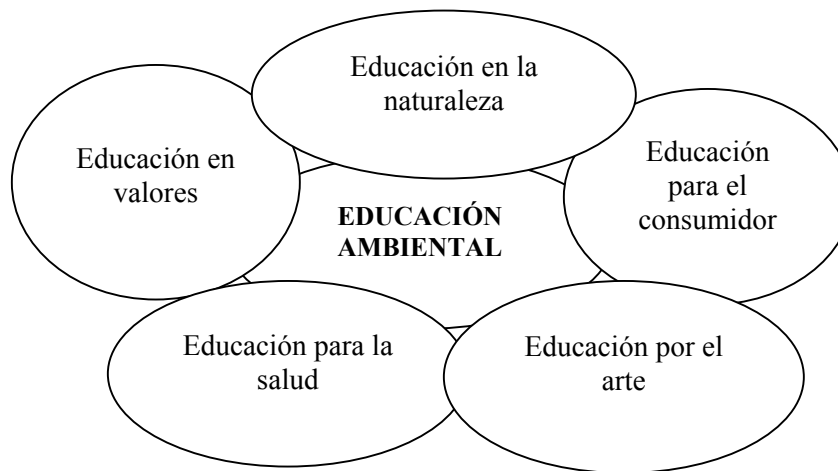 Educación en la
naturaleza
Educación en
valores
Educación
para el
consumidor
EDUCACIÓN
AMBIENTAL
Educación para la
salud
Educación por el
arte